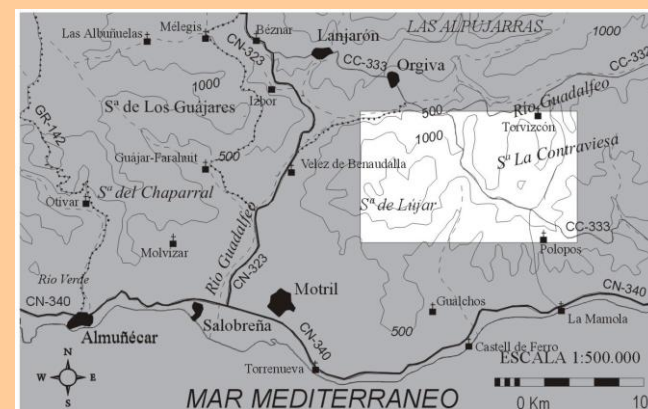 Las Albuñuelas
Mélegis
Béznar
LAS ALPUJARRAS
1000
Lanjarón
CN-323
CC-333
Orgiva
CC-332
1000
Izbor
Sª de Los Guájares
500
Río Guadalfeo
1000
Torvizcón
GR-142
Guájar-Faralauit
500
Velez de Benaudalla
Sª La Contraviesa
Sª del Chaparral
Sª de Lújar
Otivar
Molvizar
Río Guadalfeo
CC-333
Polopos
CN-323
Rio Verde
CN-340
Motril
Gualchos
CN-340
Almuñécar
Salobreña
500
La Mamola
CN-340
Castell de Ferro
ESCALA 1:500.000
N
W E
S
Torrenueva
MAR MEDITERRANEO
0 Km
10